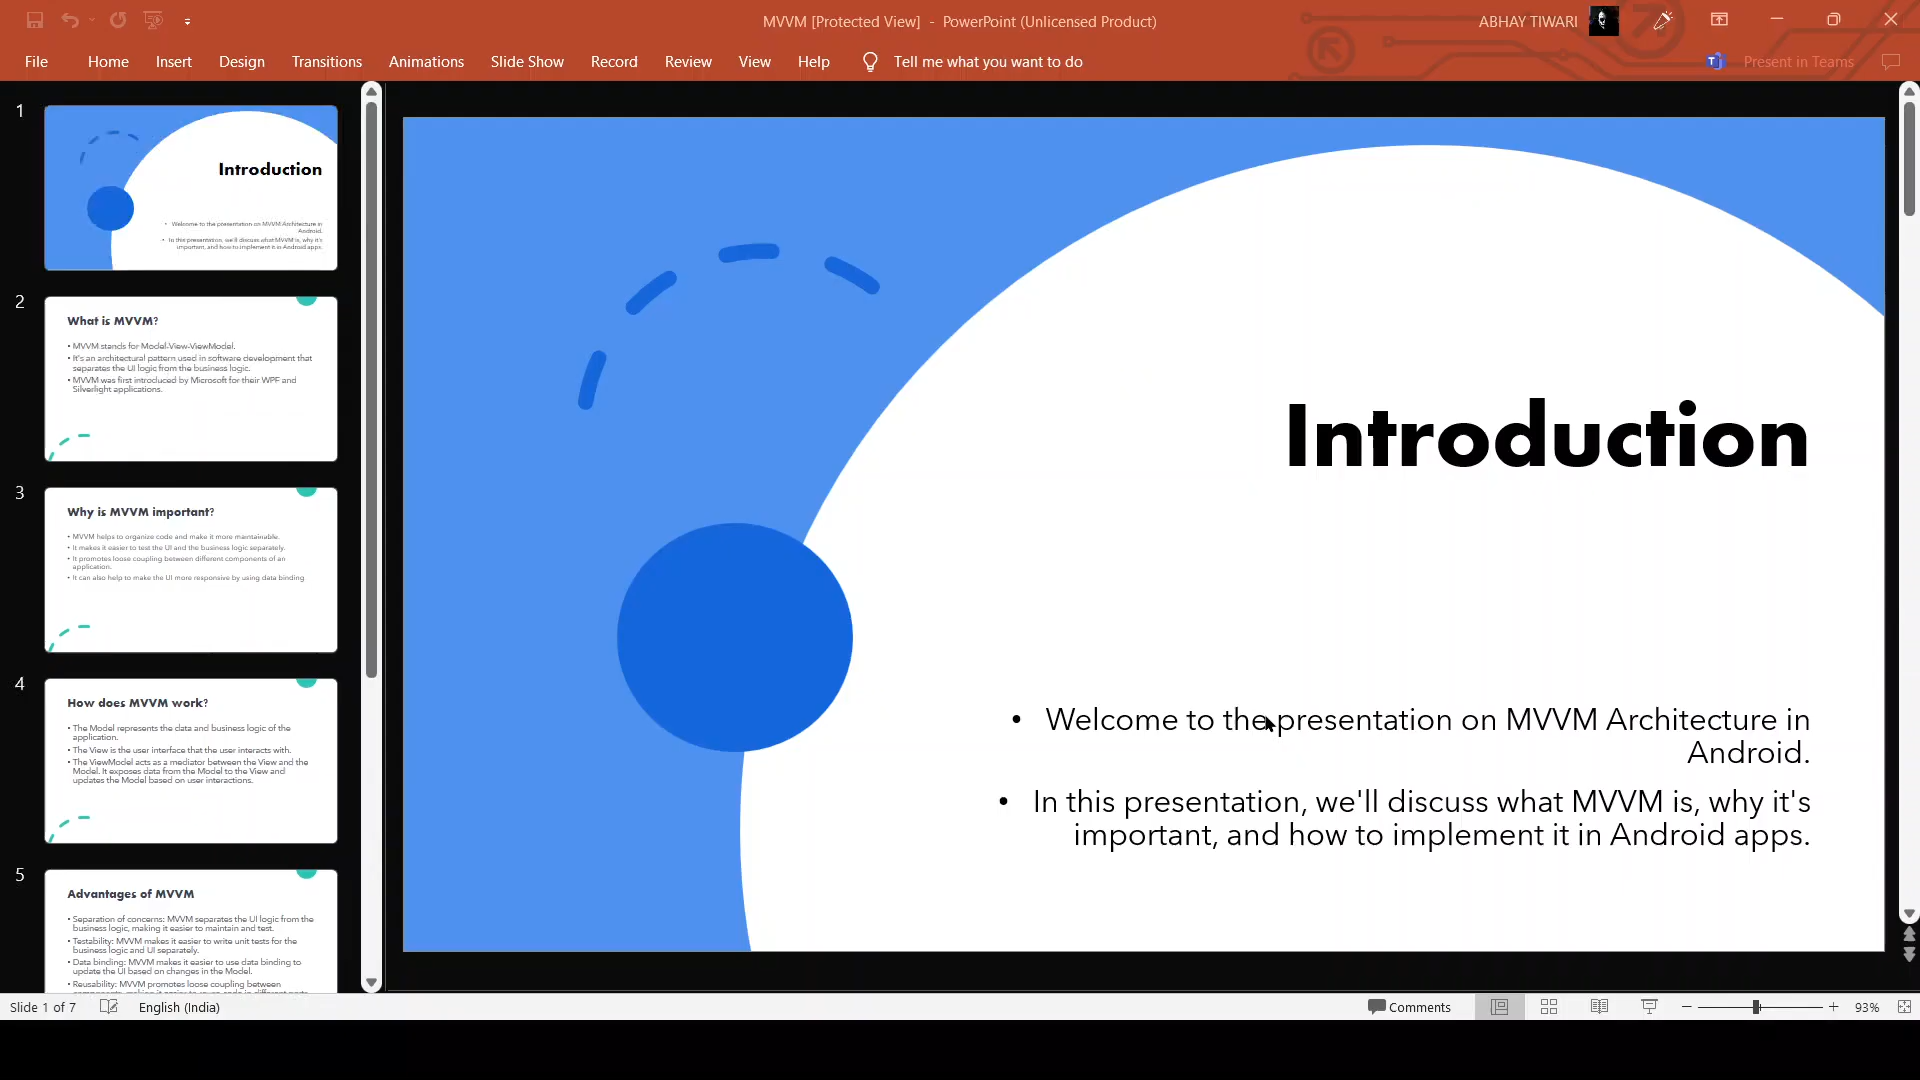 MVVM [Protected View] - PowerPoint (Unlicensed Product)
ABHAY TIWARI
File Home Insert Design Transitions Animations Slide Show Record Review View Help Tell me what you want to do
Present in Teams
1
Introduction
• Welcome to the presentation on MVVM Architecture in
Android.
• In this presentation, we'll discuss what MVVM is, why it's
important, and how to implement it in Android apps.
2
What is MVVM?
• MVVM stands for Model-View-ViewModel.
• It's an architectural pattern used in software development that
separates the UI logic from the business logic.
• MVVM was first introduced by Microsoft for their WPF and
Silverlight applications.
3
Why is MVVM important?
• MVVM helps to organize code and make it more maintainable.
• It makes it easier to test the UI and the business logic separately.
• It promotes loose coupling between different components of an
application.
• It can also help to make the UI more responsive by using data binding
4
How does MVVM work?
• The Model represents the data and business logic of the
application.
• The View is the user interface that the user interacts with.
• The ViewModel acts as a mediator between the View and the
Model. It exposes data from the Model to the View and
updates the Model based on user interactions.
5
Advantages of MVVM
• Separation of concerns: MVVM separates the UI logic from the
business logic, making it easier to maintain and test.
• Testability: MVVM makes it easier to write unit tests for the
business logic and UI separately.
• Data binding: MVVM makes it easier to use data binding to
update the UI based on changes in the Model.
• Reusability: MVVM promotes loose coupling between
Introduction
• Welcome to the presentation on MVVM Architecture in
Android.
• In this presentation, we'll discuss what MVVM is, why it's
important, and how to implement it in Android apps.
Slide 1 of 7 English (India) Comments 93%